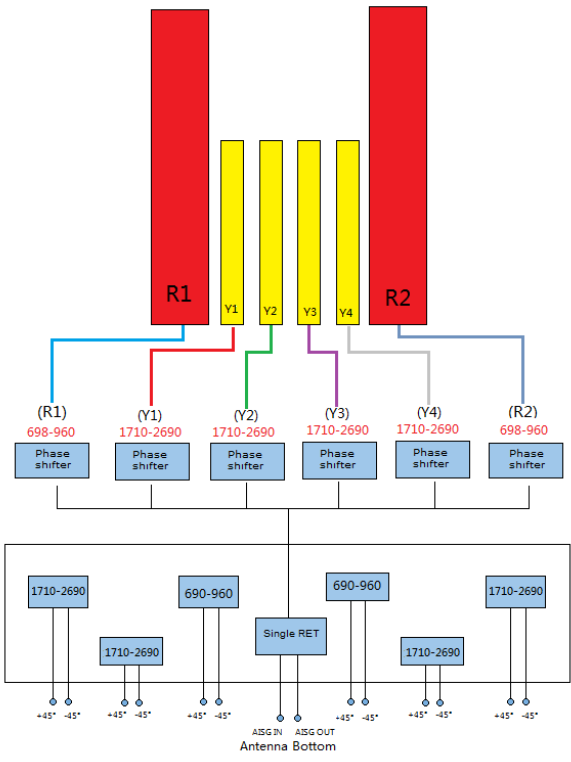 R1
R2
Y1
Y2
Y3
Y4
(R1)
(Y1)
(Y2)
(Y3)
(Y4)
(R2)
698-960
1710-2690
1710-2690
1710-2690
1710-2690
698-960
Phase
shifter
Phase
shifter
Phase
shifter
Phase
shifter
Phase
shifter
Phase
shifter
1710-2690
690-960
690-960
1710-2690
Single RET
1710-2690
1710-2690
+45°
-45°
+45°
-45°
+45°
-45°
+45°
-45°
+45°
-45°
+45°
-45°
AISG IN
AISG OUT
Antenna Bottom